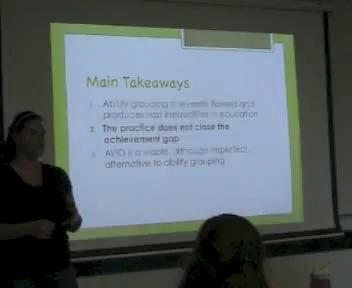 Main Takeaways
1. Ability grouping is severely flawed and
produces vast inequalities in education
2. The practice does not close the
achievement gap
3. AVID is a viable, although imperfect,
alternative to ability grouping